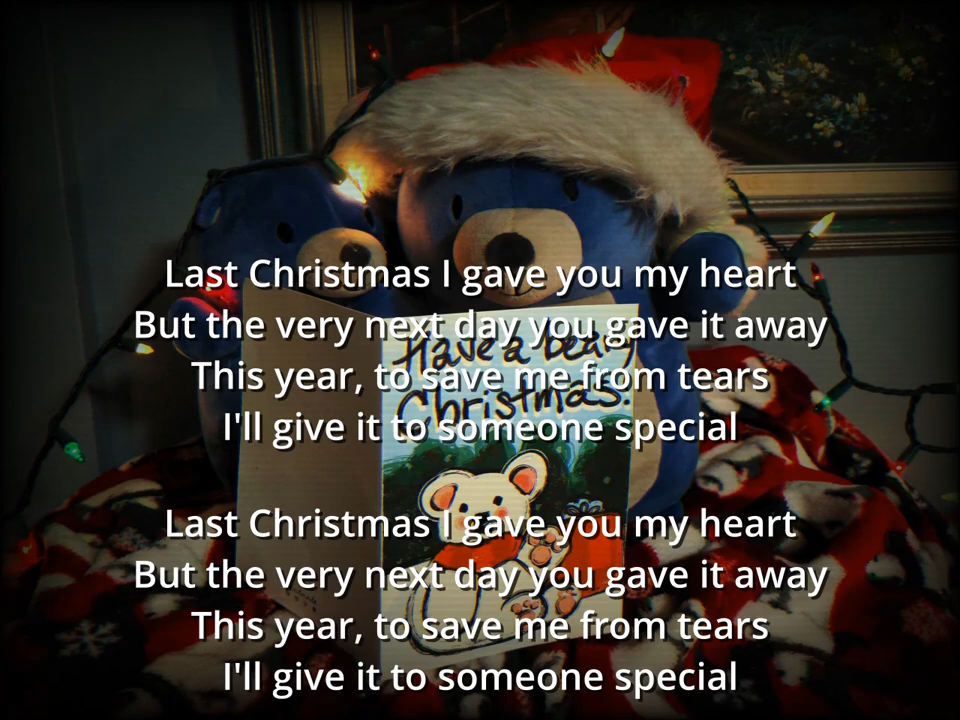 Last Christmas I gave you my heart
But the very next day you gave it away
This year, to save me from tears
I'll give it to someone special
Last Christmas I gave you my heart
But the very next day you gave it away
This year, to save me from tears
I'll give it to someone special
Have a beary
Christmas!